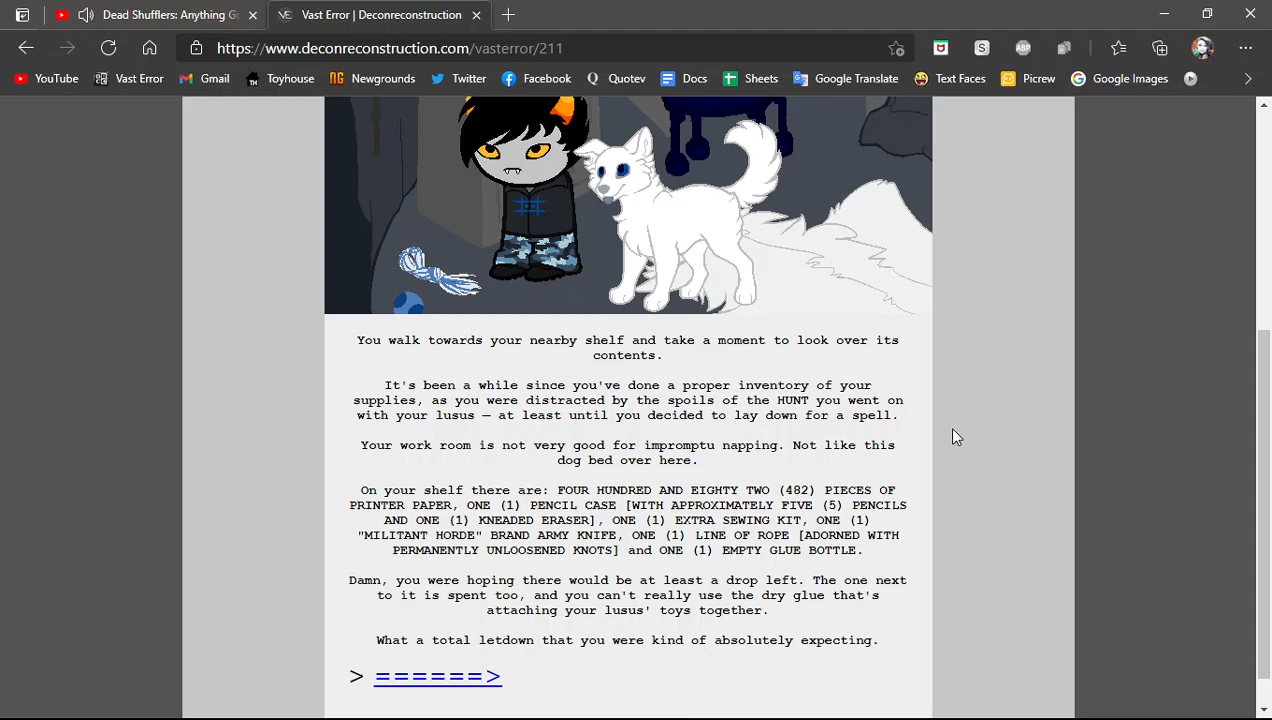 Dead Shufflers: Anything G
Vast Error | Deconreconstruction
https://www.deconreconstruction.com/vasterror/211
YouTube
Vast Error
Gmail
Toyhouse
Newgrounds
Twitter
Facebook
Quotev
Docs
Sheets
Google Translate
Text Faces
Picrew
Google Images
You walk towards your nearby shelf and take a moment to look over its
contents.
It's been a while since you've done a proper inventory of your
supplies, as you were distracted by the spoils of the HUNT you went on
with your lusus — at least until you decided to lay down for a spell.
Your work room is not very good for impromptu napping. Not like this
dog bed over here.
On your shelf there are: FOUR HUNDRED AND EIGHTY TWO (482) PIECES OF
PRINTER PAPER, ONE (1) PENCIL CASE [WITH APPROXIMATELY FIVE (5) PENCILS
AND ONE (1) KNEADED ERASER], ONE (1) EXTRA SEWING KIT, ONE (1)
"MILITANT HORDE" BRAND ARMY KNIFE, ONE (1) LINE OF ROPE [ADORNED WITH
PERMANENTLY UNLOOSENED KNOTS] and ONE (1) EMPTY GLUE BOTTLE.
Damn, you were hoping there would be at least a drop left. The one next
to it is spent too, and you can't really use the dry glue that's
attaching your lusus' toys together.
What a total letdown that you were kind of absolutely expecting.
> ======>